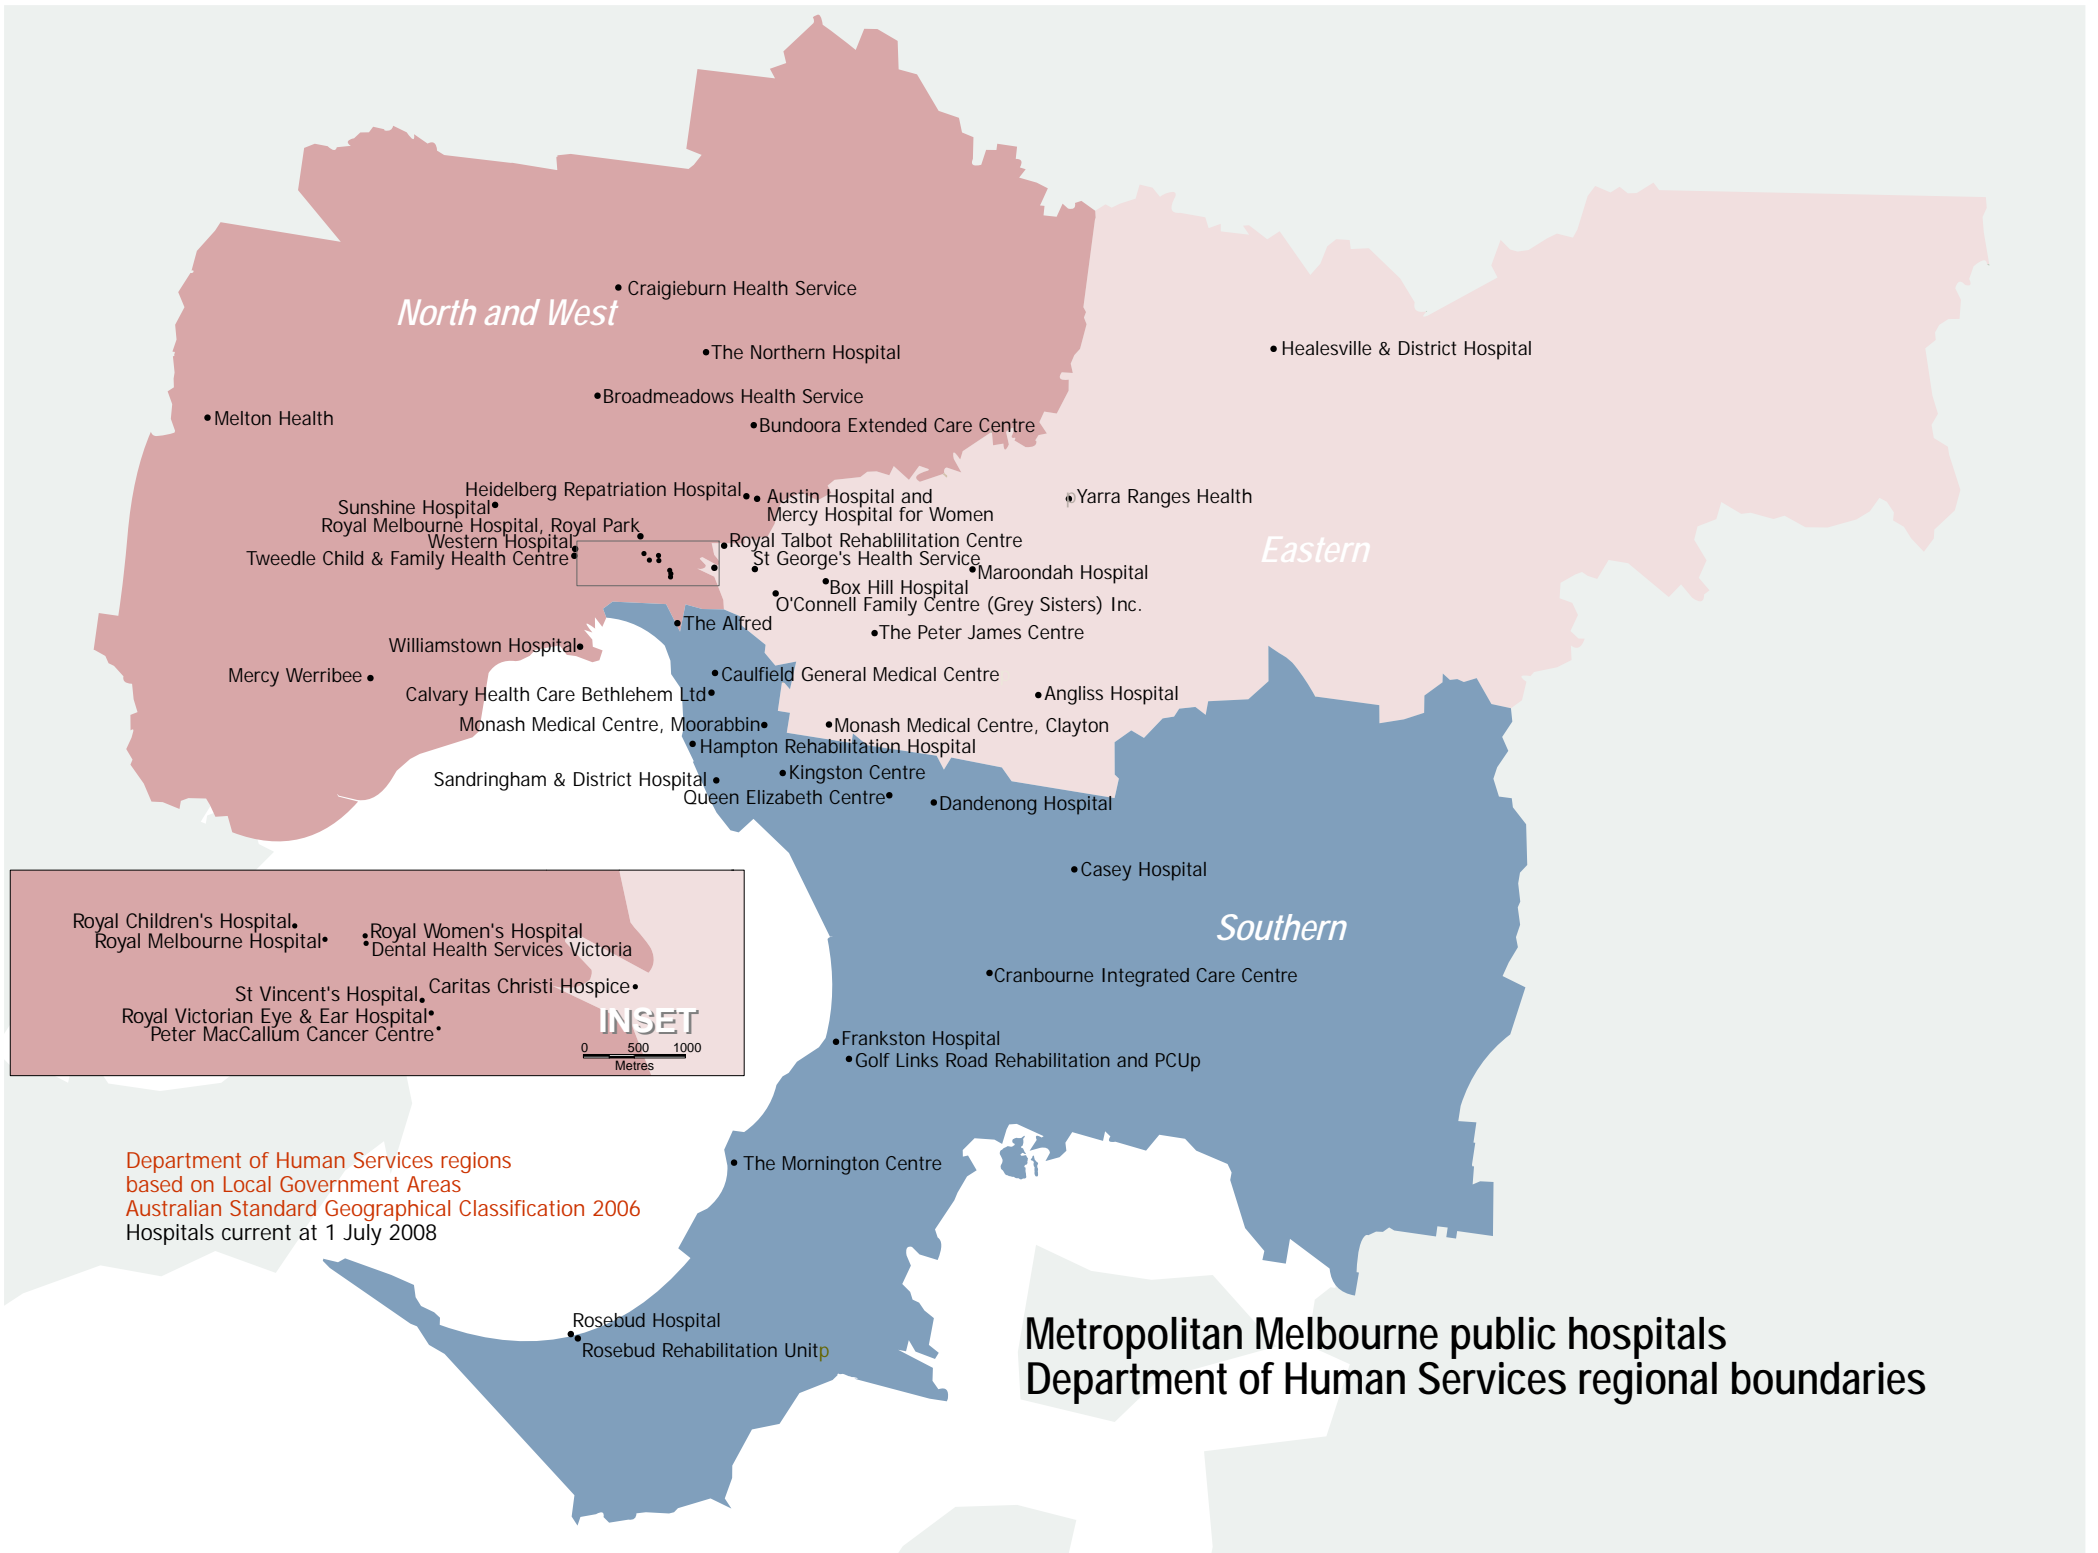 Craigieburn Health Service
North and West
The Northern Hospital
Healesville & District Hospital
Broadmeadows Health Service
Melton Health
Bundoora Extended Care Centre
Heidelberg Repatriation Hospital
Austin Hospital and
Mercy Hospital for Women
pYarra Ranges Health
Sunshine Hospital
Royal Melbourne Hospital, Royal Park
Western Hospital
Royal Talbot Rehablilitation Centre
Eastern
Tweedle Child & Family Health Centre
St George's Health Service
Maroondah Hospital
Box Hill Hospital
O'Connell Family Centre (Grey Sisters) Inc.
The Alfred
The Peter James Centre
Williamstown Hospital
Mercy Werribee
Caulfield General Medical Centre
Calvary Health Care Bethlehem Ltd
Angliss Hospital
Monash Medical Centre, Moorabbin
Monash Medical Centre, Clayton
Hampton Rehabilitation Hospital
Sandringham & District Hospital
Kingston Centre
Queen Elizabeth Centre
Dandenong Hospital
Casey Hospital
Southern
Cranbourne Integrated Care Centre
Frankston Hospital
Golf Links Road Rehabilitation and PCUp
The Mornington Centre
Rosebud Hospital
Rosebud Rehabilitation Unitp
Royal Children's Hospital
Royal Melbourne Hospital
Royal Women's Hospital
Dental Health Services Victoria
St Vincent's Hospital
Caritas Christi Hospice
Royal Victorian Eye & Ear Hospital
Peter MacCallum Cancer Centre
INSET
0 500 1000
Metres
Department of Human Services regions
based on Local Government Areas
Australian Standard Geographical Classification 2006
Hospitals current at 1 July 2008
Metropolitan Melbourne public hospitals
Department of Human Services regional boundaries